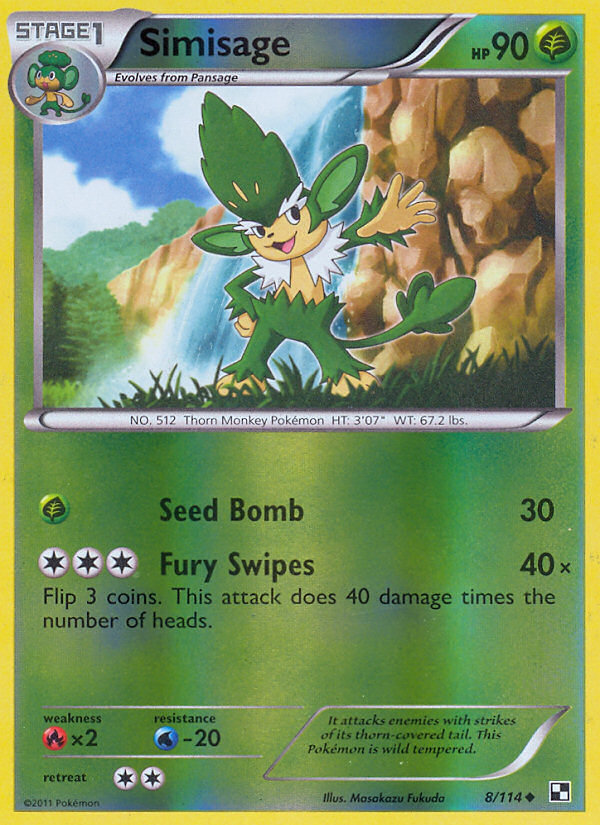 STAGE1
Simisage
HP 90
Evolves from Pansage
NO. 512 Thorn Monkey Pokémon HT: 3'07" WT: 67.2 lbs.
Seed Bomb 30
Fury Swipes 40×
Flip 3 coins. This attack does 40 damage times the
number of heads.
weakness
×2
resistance
-20
It attacks enemies with strikes
of its thorn-covered tail. This
Pokémon is wild tempered.
retreat
©2011 Pokémon
Illus. Masakazu Fukuda
8/114